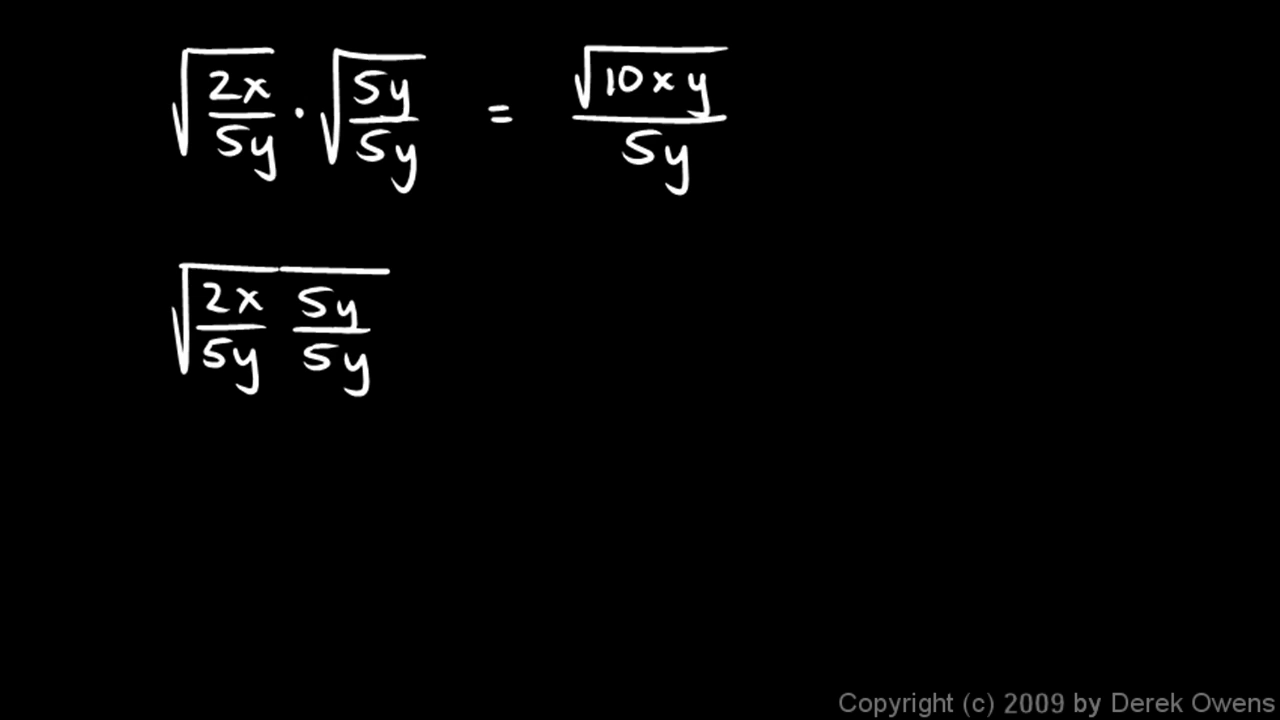 √(2x/5y) · √(5y/5y) = √(10xy)/5y
√(2x/5y 5y/5y)
Copyright (c) 2009 by Derek Owens